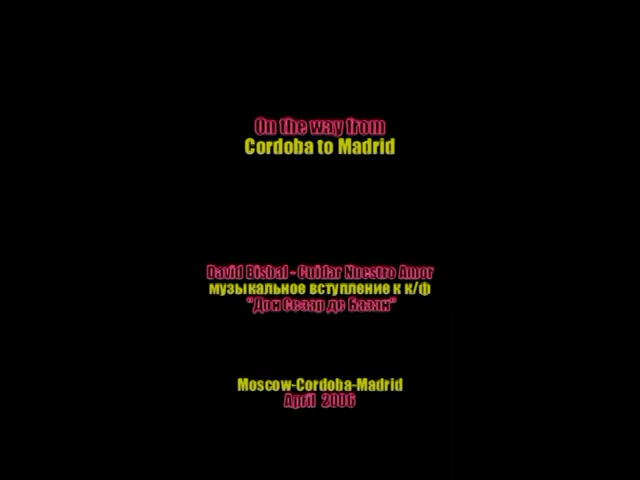 On the way from
Cordoba to Madrid
David Bisbal - Cuidar Nuestro Amor
музыкальное вступление к к/ф
"Дон Сезар де Базан"
Moscow-Cordoba-Madrid
April 2006